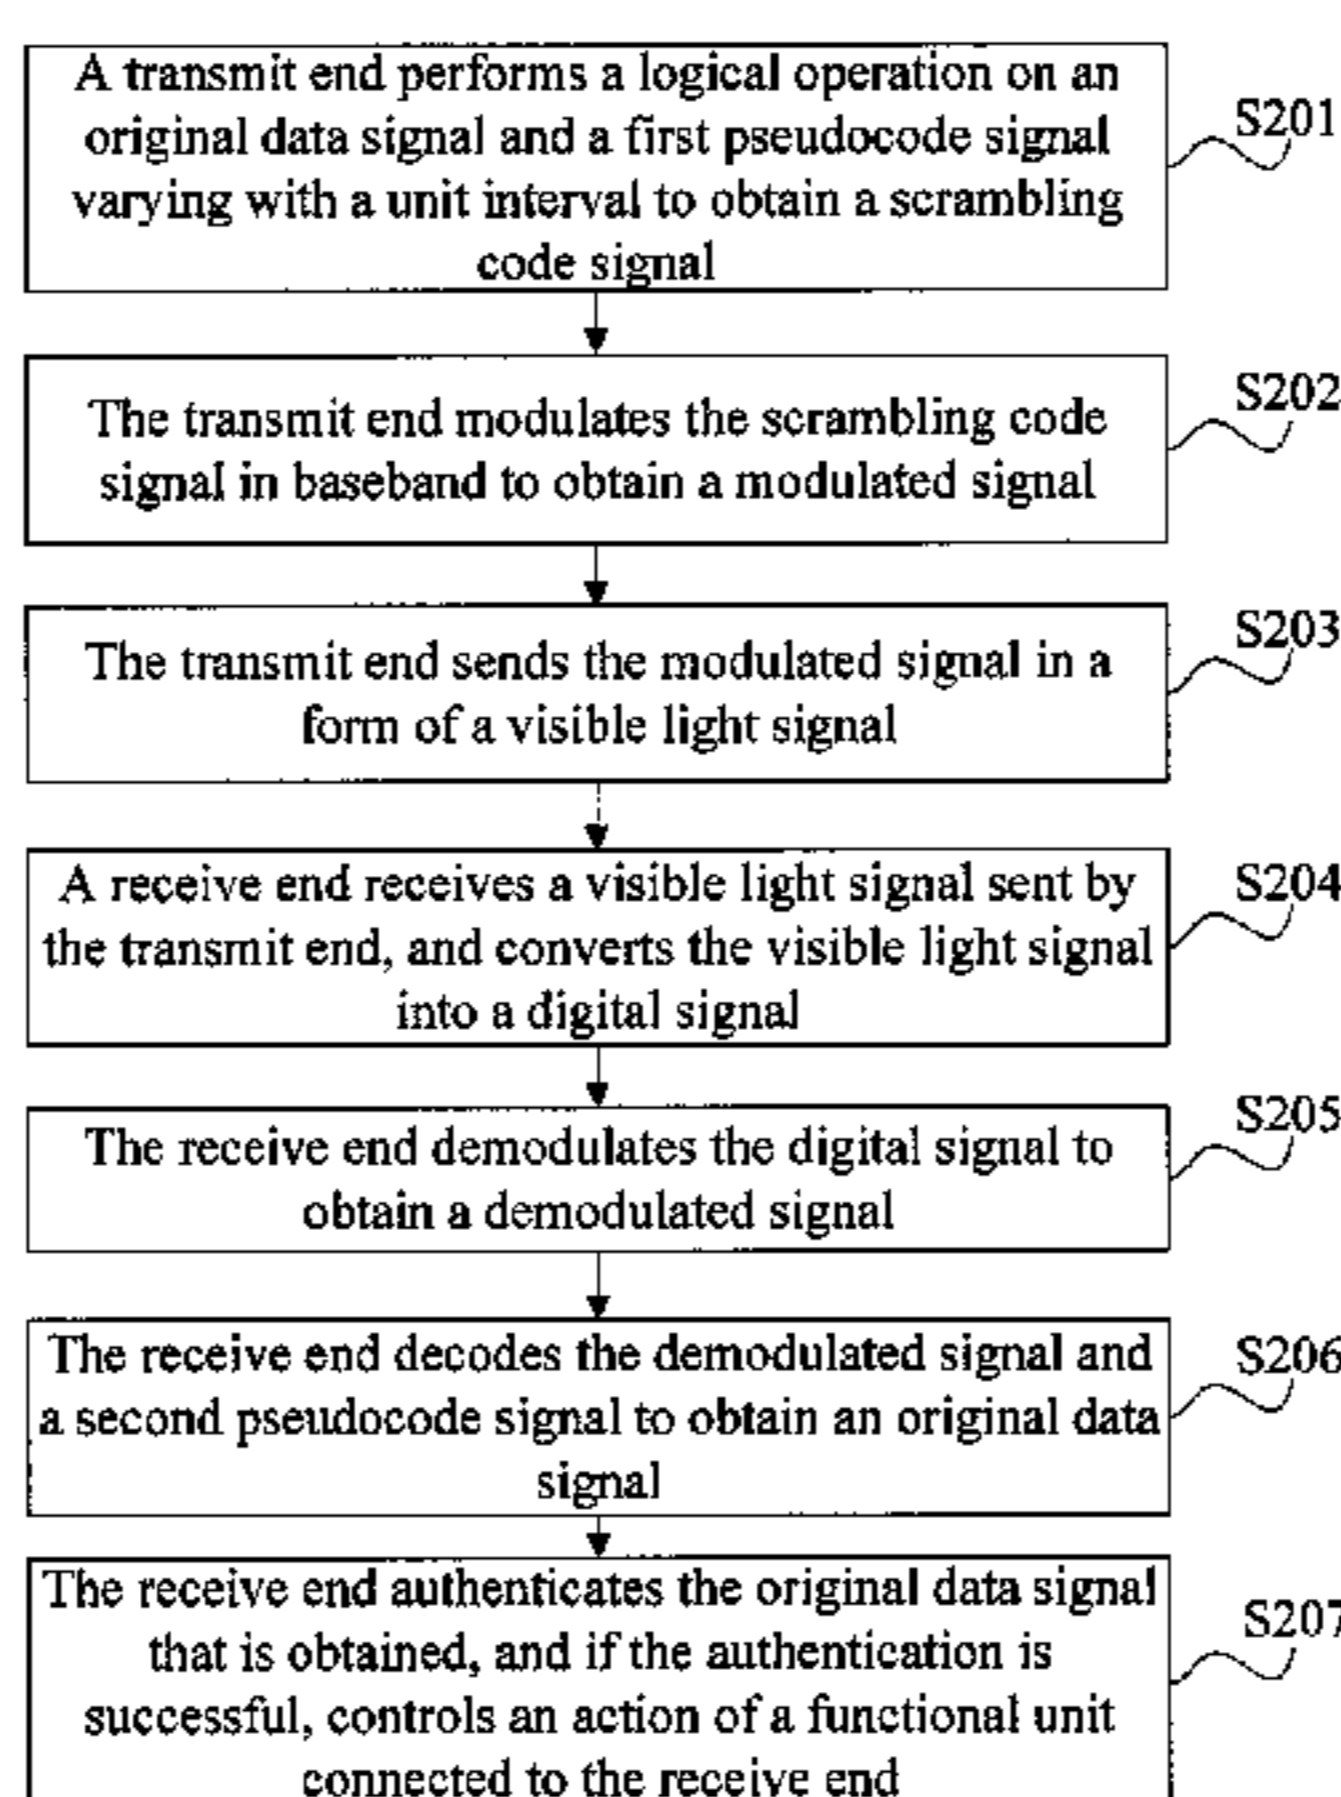 A transmit end performs a logical operation on an
original data signal and a first pseudocode signal
varying with a unit interval to obtain a scrambling
code signal
S201
The transmit end modulates the scrambling code
signal in baseband to obtain a modulated signal
S202
The transmit end sends the modulated signal in a
form of a visible light signal
S203
A receive end receives a visible light signal sent by
the transmit end, and converts the visible light signal
into a digital signal
S204
The receive end demodulates the digital signal to
obtain a demodulated signal
S205
The receive end decodes the demodulated signal and
a second pseudocode signal to obtain an original data
signal
S206
The receive end authenticates the original data signal
that is obtained, and if the authentication is
successful, controls an action of a functional unit
connected to the receive end
S207